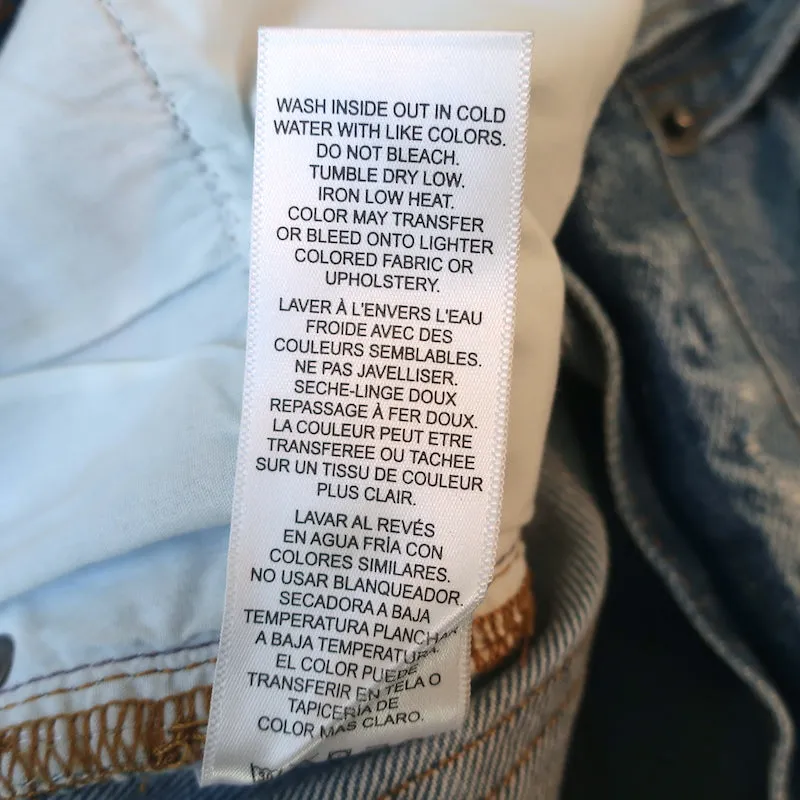 WASH INSIDE OUT IN COLD
WATER WITH LIKE COLORS.
DO NOT BLEACH.
TUMBLE DRY LOW.
IRON LOW HEAT.
COLOR MAY TRANSFER
OR BLEED ONTO LIGHTER
COLORED FABRIC OR
UPHOLSTERY.
LAVER À L'ENVERS L'EAU
FROIDE AVEC DES
COULEURS SEMBLABLES.
NE PAS JAVELLISER.
SECHE-LINGE DOUX
REPASSAGE À FER DOUX.
LA COULEUR PEUT ETRE
TRANSFEREE OU TACHEE
SUR UN TISSU DE COULEUR
PLUS CLAIR.
LAVAR AL REVÉS
EN AGUA FRÍA CON
COLORES SIMILARES.
NO USAR BLANQUEADOR.
SECADORA A BAJA
TEMPERATURA PLANCHAR
A BAJA TEMPERATURA.
EL COLOR PUEDE
TRANSFERIR EN TELA O
TAPICERÍA DE
COLOR MAS CLARO.